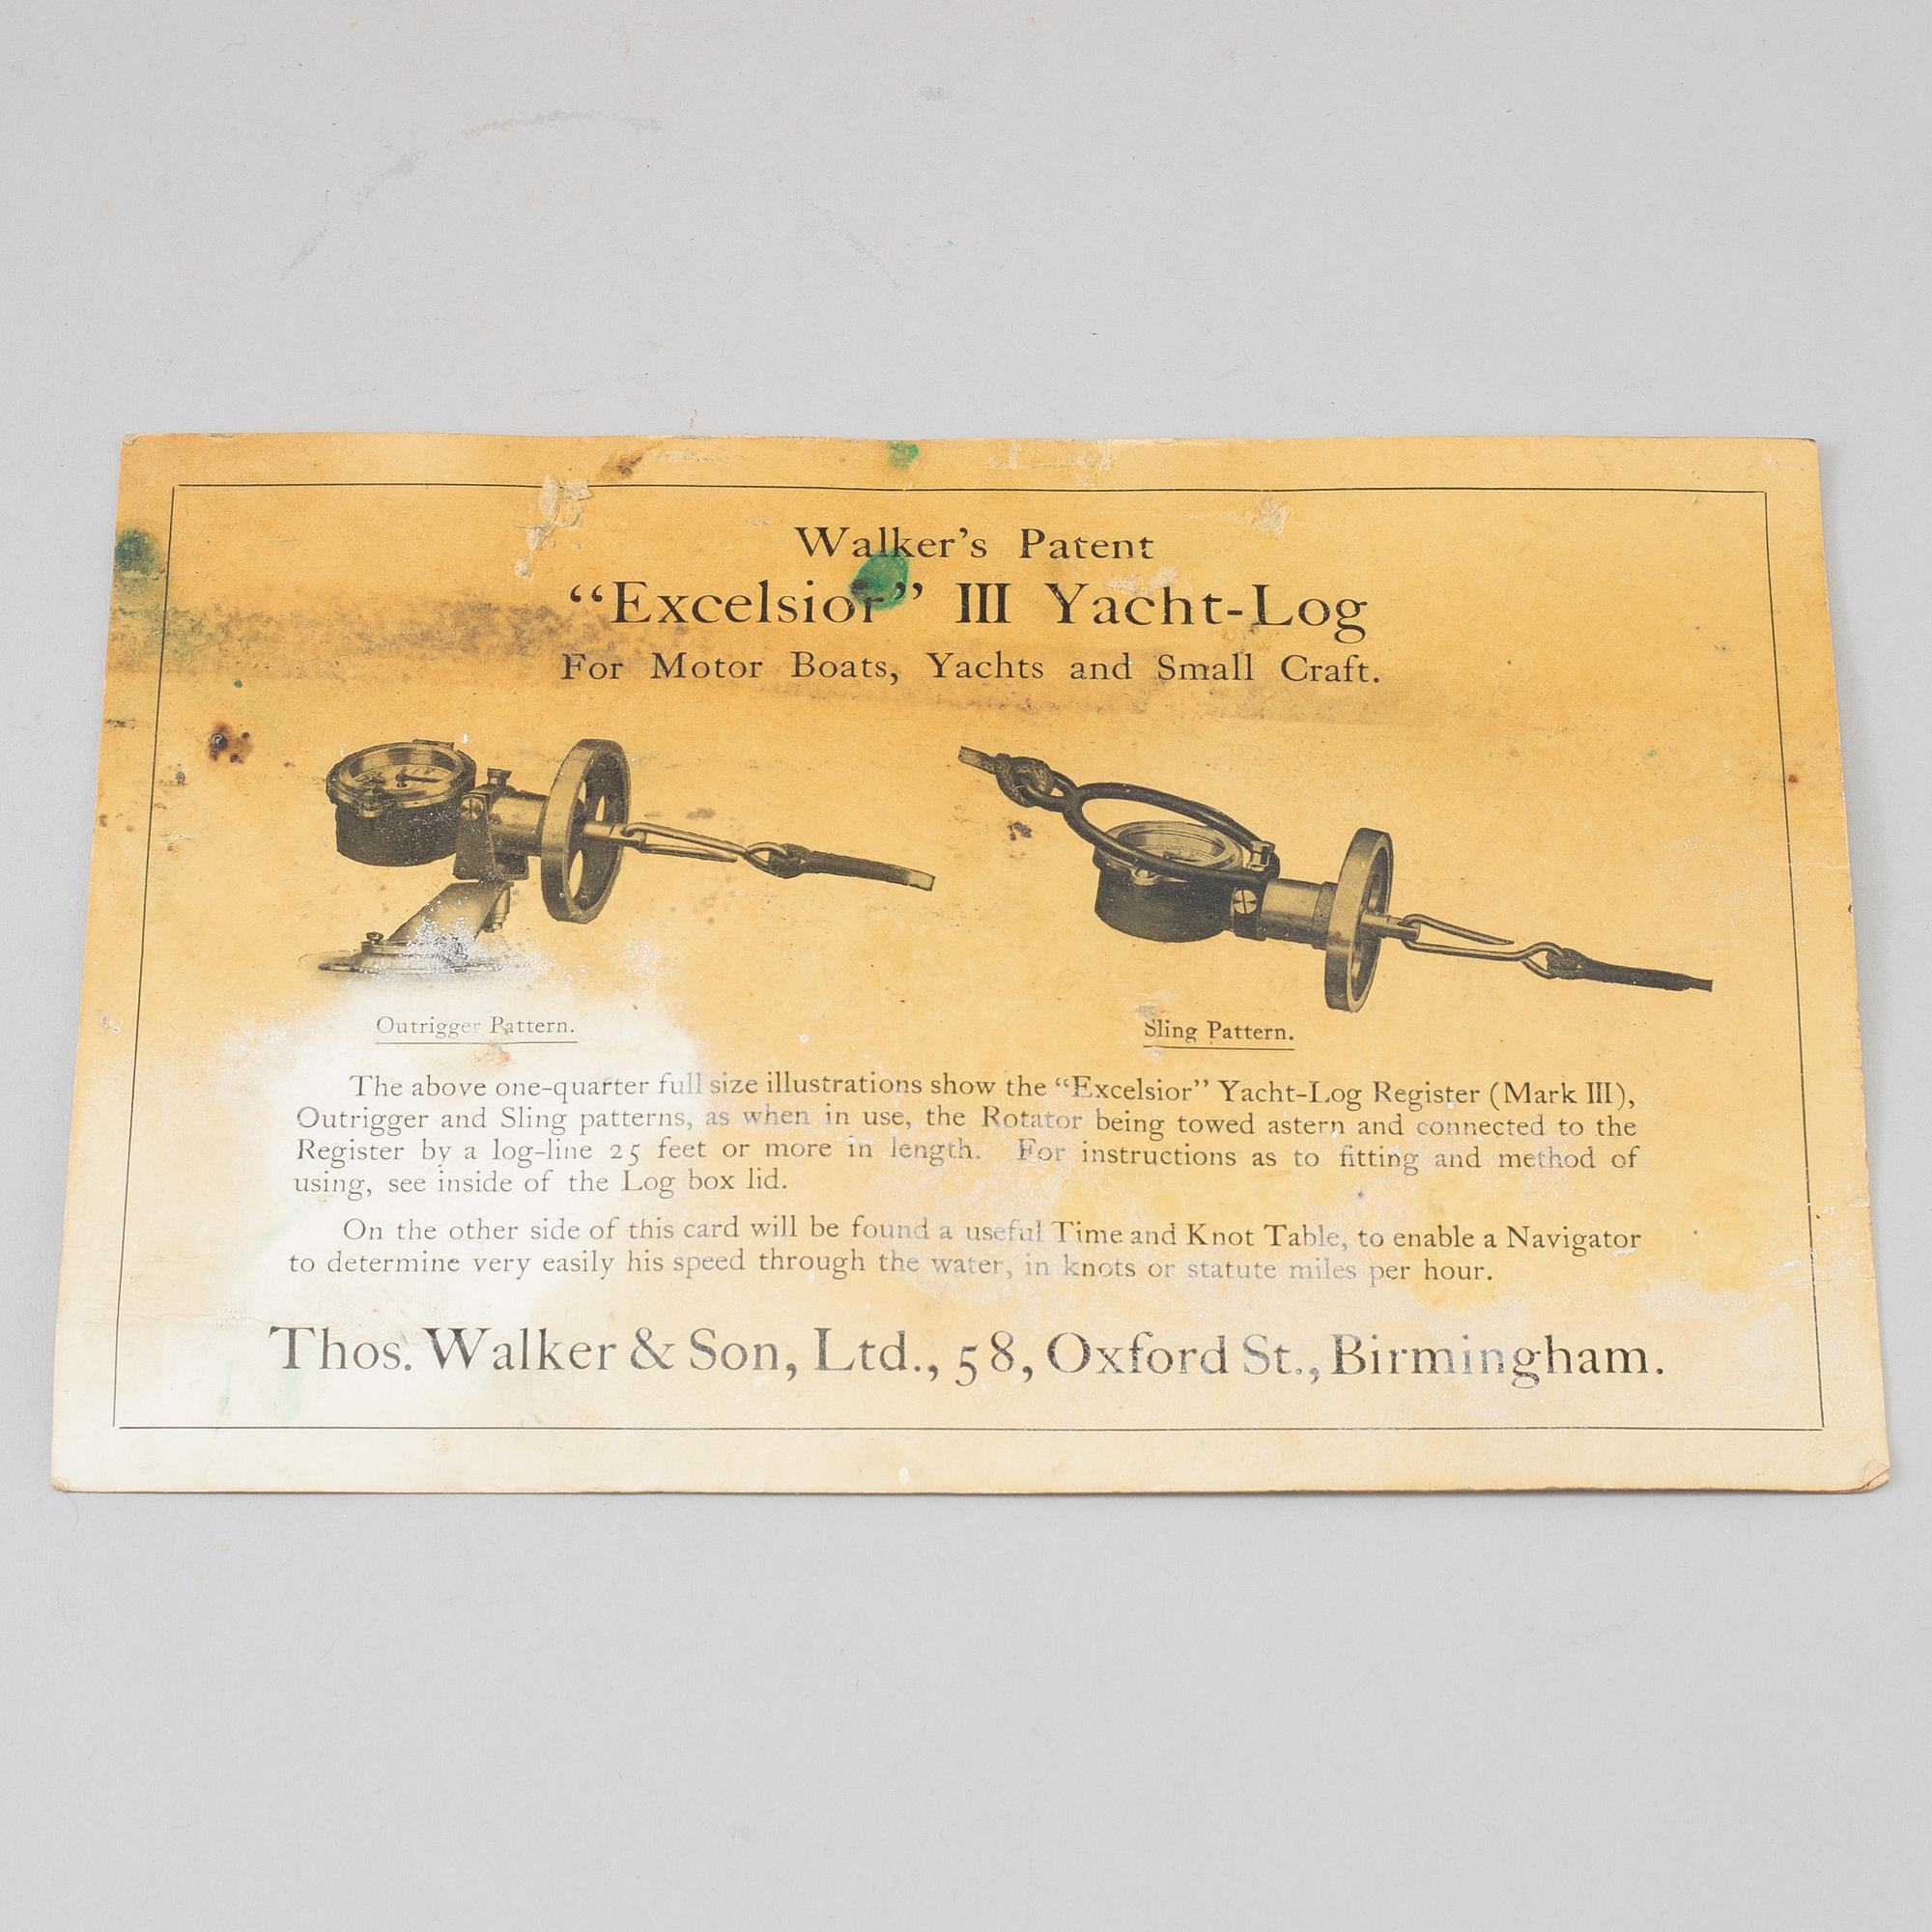 Walker's Patent
“Excelsior” III Yacht-Log
For Motor Boats, Yachts and Small Craft.
Outrigger Pattern.
Sling Pattern.
The above one-quarter full size illustrations show the “Excelsior” Yacht-Log Register (Mark III),
Outrigger and Sling patterns, as when in use, the Rotator being towed astern and connected to the
Register by a log-line 25 feet or more in length. For instructions as to fitting and method of
using, see inside of the Log box lid.
On the other side of this card will be found a useful Time and Knot Table, to enable a Navigator
to determine very easily his speed through the water, in knots or statute miles per hour.
Thos. Walker & Son, Ltd., 58, Oxford St., Birmingham.